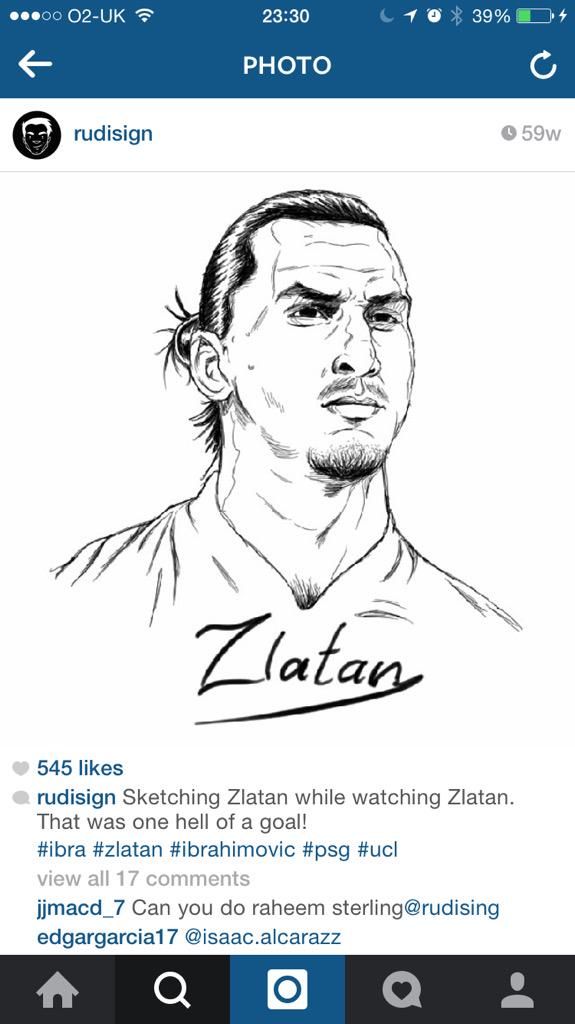 O2-UK 23:30 39%
PHOTO
rudisign 59w
Zlatan
545 likes
rudisign Sketching Zlatan while watching Zlatan.
That was one hell of a goal!
#ibra #zlatan #ibrahimovic #psg #ucl
view all 17 comments
jjmacd_7 Can you do raheem sterling@rudising
edgargarcia17 @isaac.alcarazz